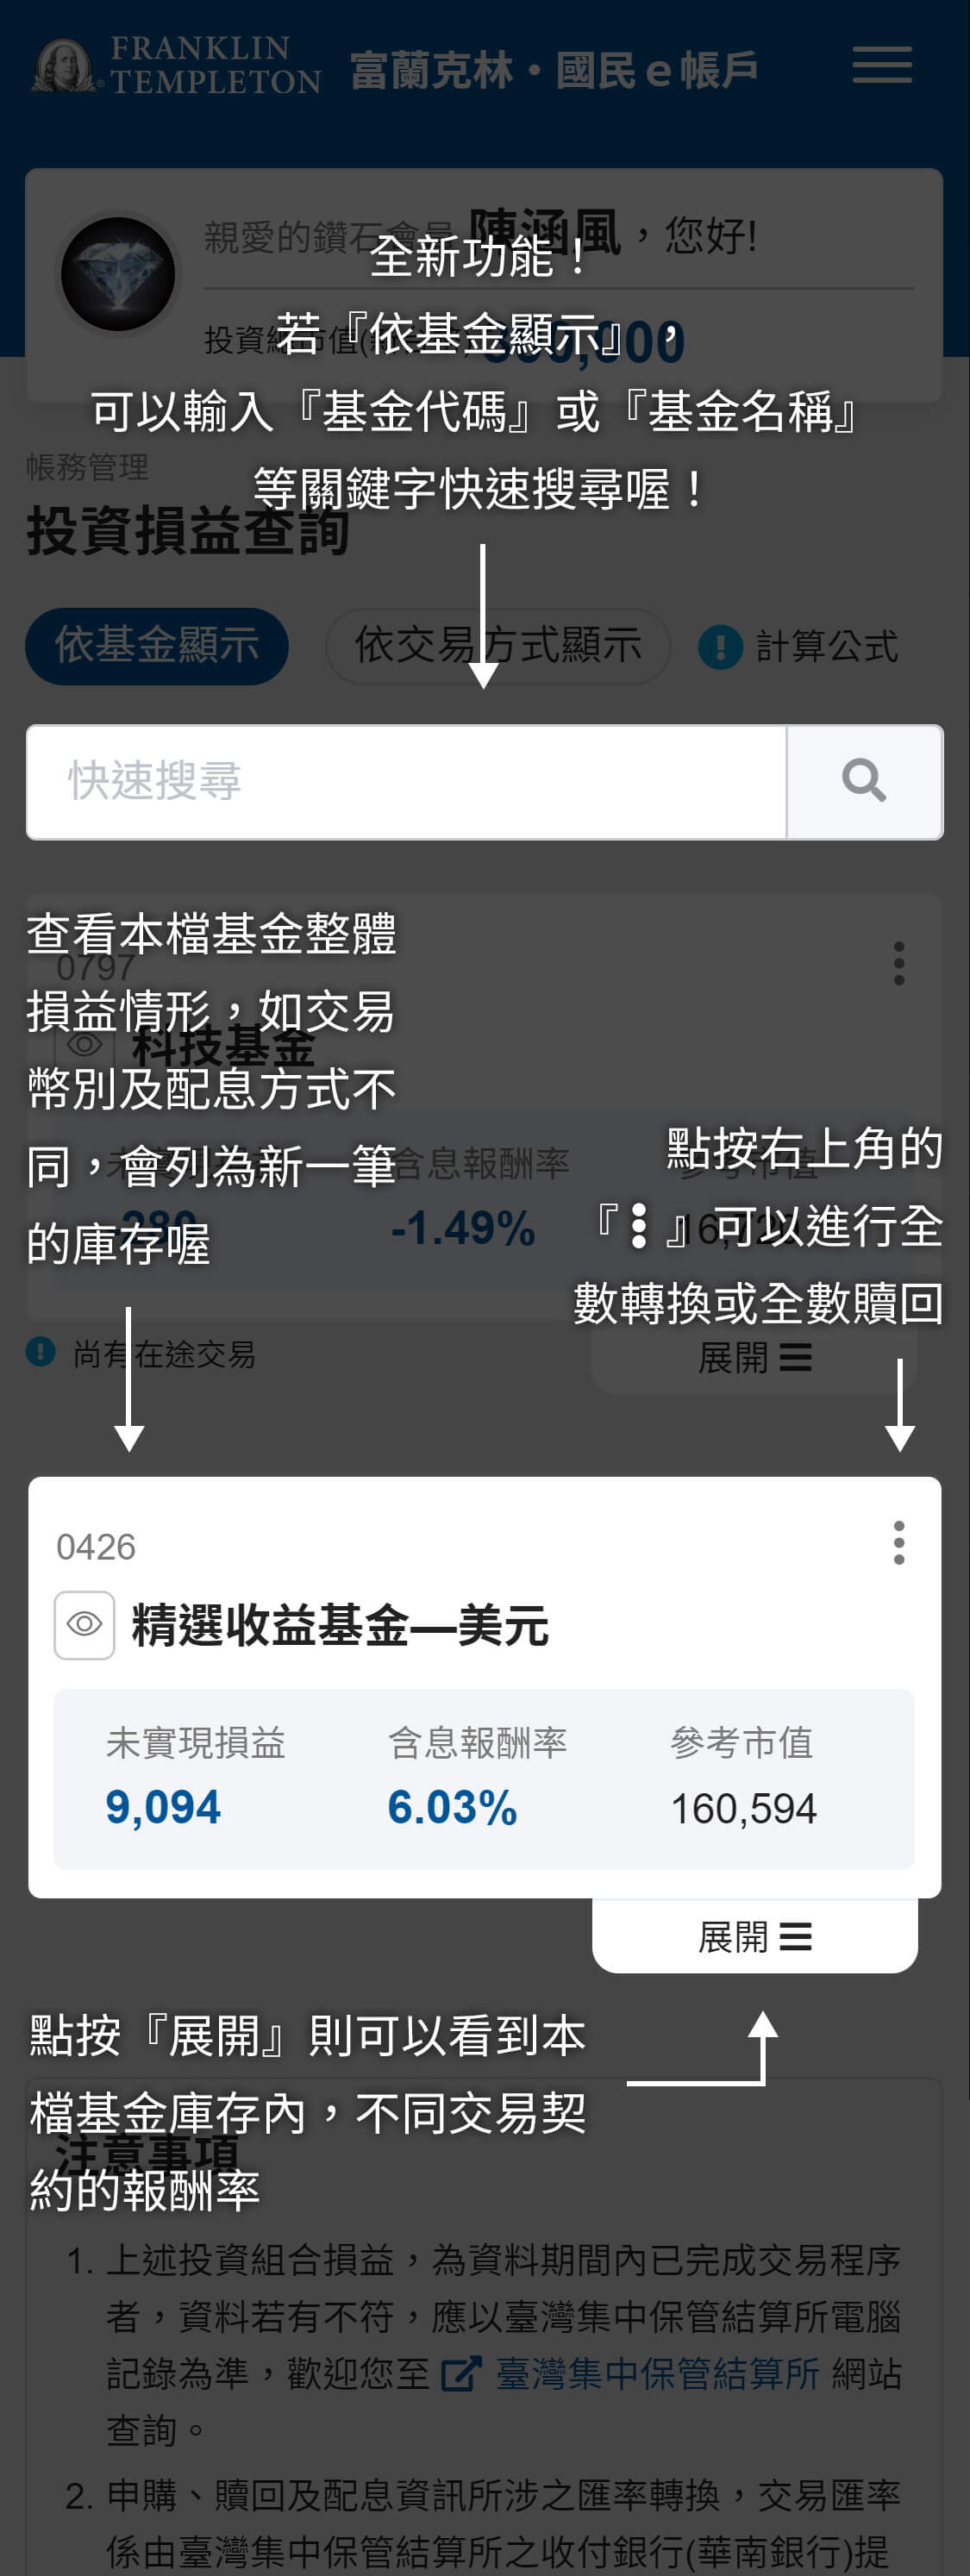 FRANKLIN
TEMPLETON
富蘭克林・國民e帳戶
親愛的鑽石會員 陳涵風，您好!
全新功能！
若『依基金顯示』，
可以輸入『基金代碼』或『基金名稱』
等關鍵字快速搜尋喔！
帳務管理
投資損益查詢
依基金顯示
依交易方式顯示
計算公式
快速搜尋
查看本檔基金整體
損益情形，如交易
幣別及配息方式不
同，會列為新一筆
的庫存喔
0797
科技基金
含息報酬率
-280
-1.49%
點按右上角的
『⋮』可以進行全
數轉換或全數贖回
尚有在途交易
展開
0426
精選收益基金—美元
未實現損益
含息報酬率
參考市值
9,094
6.03%
160,594
展開
點按『展開』則可以看到本
檔基金庫存內，不同交易契
約的報酬率
注意事項
1. 上述投資組合損益，為資料期間內已完成交易程序
者，資料若有不符，應以臺灣集中保管結算所電腦
記錄為準，歡迎您至 臺灣集中保管結算所 網站
查詢。
2. 申購、贖回及配息資訊所涉之匯率轉換，交易匯率
係由臺灣集中保管結算所之收付銀行(華南銀行)提